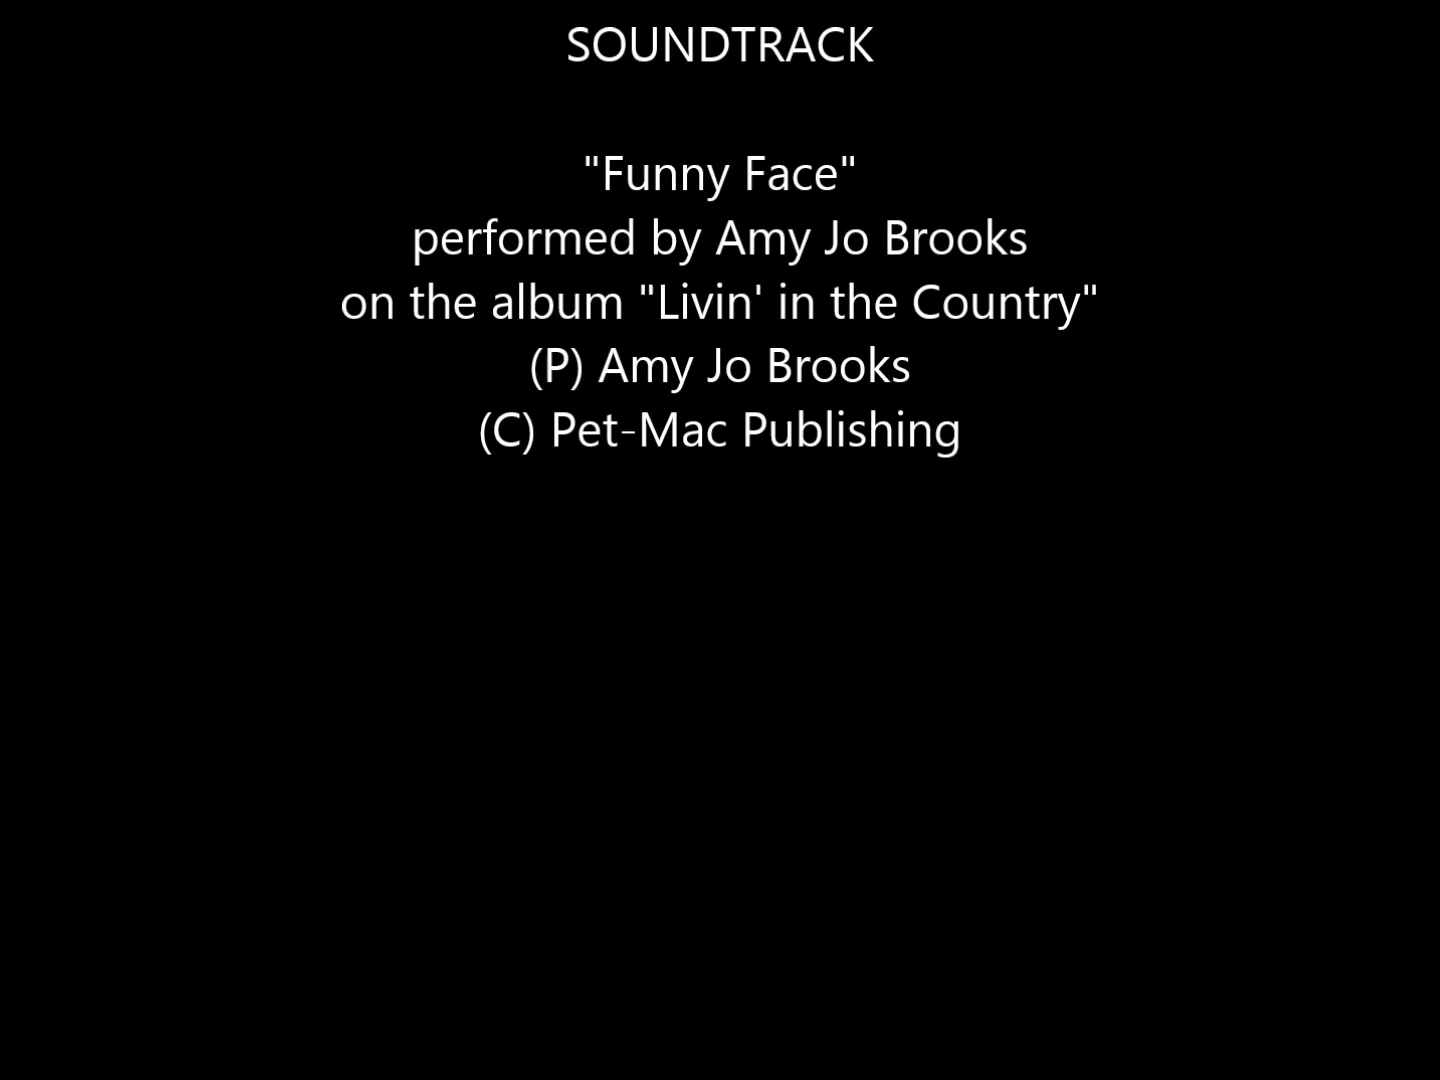 SOUNDTRACK
"Funny Face"
performed by Amy Jo Brooks
on the album "Livin' in the Country"
(P) Amy Jo Brooks
(C) Pet-Mac Publishing